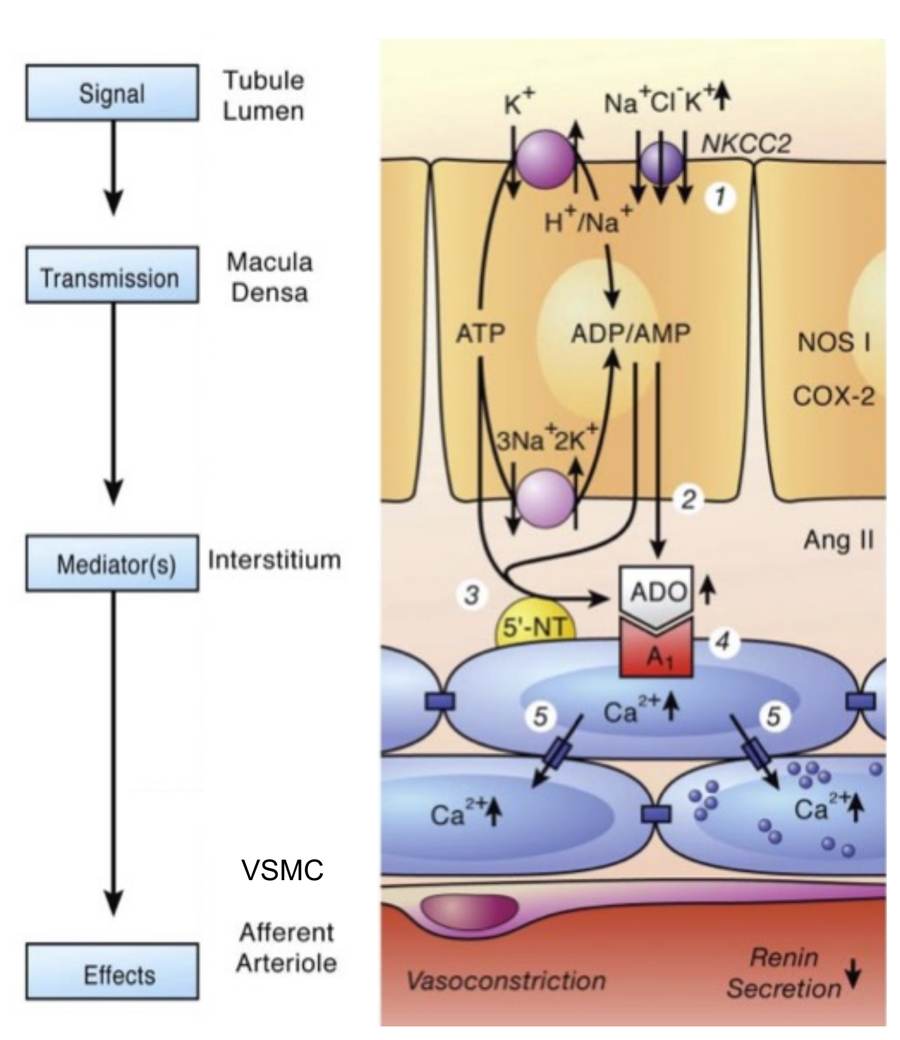 Signal
Tubule
Lumen
Transmission
Macula
Densa
Mediator(s)
Interstitium
VSMC
Afferent
Arteriole
Effects
K⁺
Na⁺Cl⁻K⁺↑
NKCC2
1
H⁺/Na⁺
ATP
ADP/AMP
NOS I
COX-2
3Na⁺2K⁺
2
Ang II
3
ADO ↑
5'-NT
4
A₁
5
Ca²⁺↑
5
Ca²⁺↑
Ca²⁺↑
Vasoconstriction
Renin
Secretion ↓